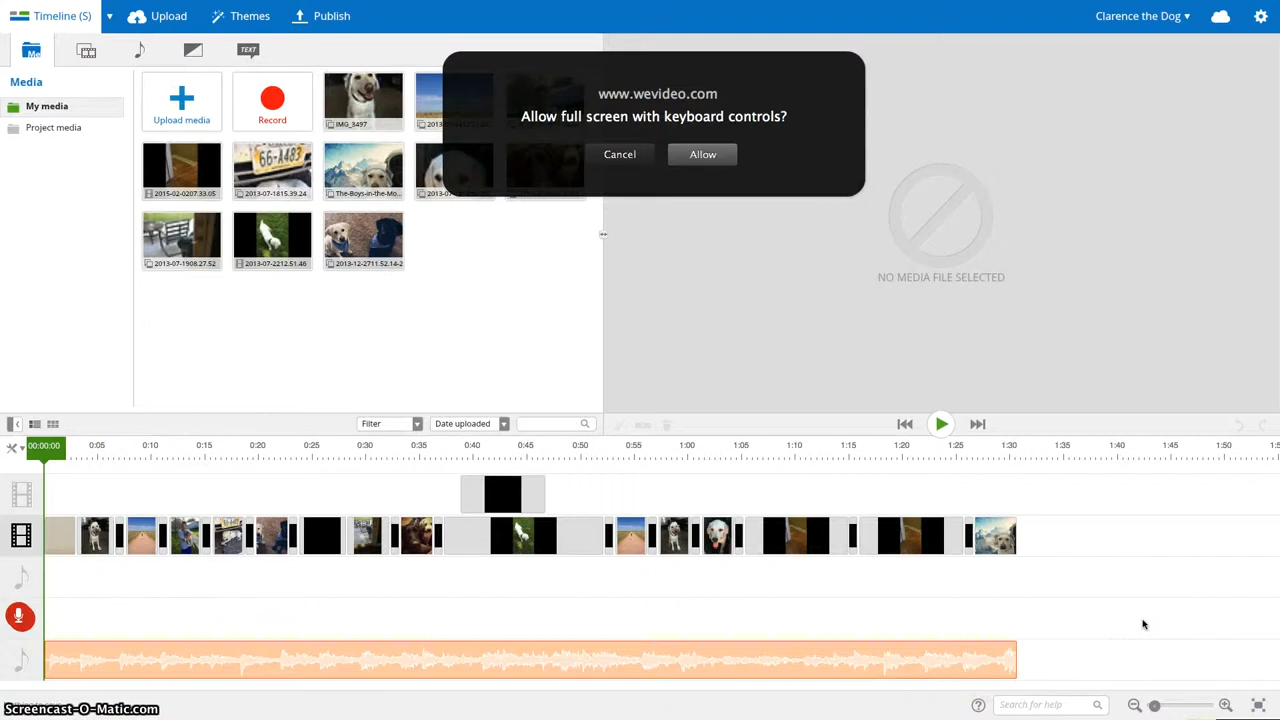 Timeline (S)
Upload
Themes
Publish
Clarence the Dog
Me
TEXT
Media
My media
Project media
Upload media
Record
IMG_3497
www.wevideo.com
Allow full screen with keyboard controls?
Cancel
Allow
2015-02-0207.33.05
2013-07-1815.39.24
The-Boys-in-the-Mo...
2013-07-1908.27.52
2013-07-2212.51.46
2013-12-2711.52.14-2
NO MEDIA FILE SELECTED
Filter
Date uploaded
00:00:00
0:05
0:10
0:15
0:20
0:25
0:30
0:35
0:40
0:45
0:50
1:00
1:05
1:10
1:15
1:20
1:25
1:30
1:35
1:40
1:45
1:50
Search for help
Screencast-O-Matic.com